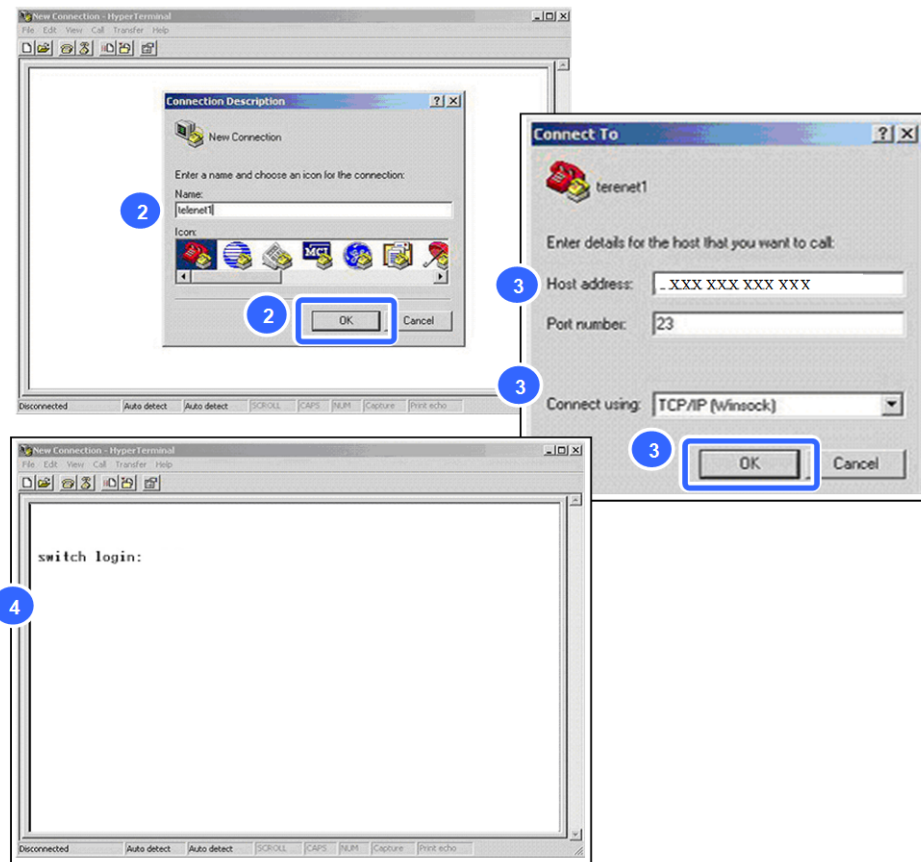 New Connection - HyperTerminal
File Edit View Call Transfer Help
Connection Description
New Connection
Enter a name and choose an icon for the connection:
Name:
2
telenet1
Icon:
MCI
2
OK Cancel
Disconnected Auto detect Auto detect SCROLL CAPS NUM Capture Print echo
Connect To
terenet1
Enter details for the host that you want to call:
3
Host address: _ XXX XXX XXX XXX
Port number: 23
3
Connect using: TCP/IP (Winsock)
3
OK Cancel
New Connection - HyperTerminal
File Edit View Call Transfer Help
switch login:
4
Disconnected Auto detect Auto detect SCROLL CAPS NUM Capture Print echo